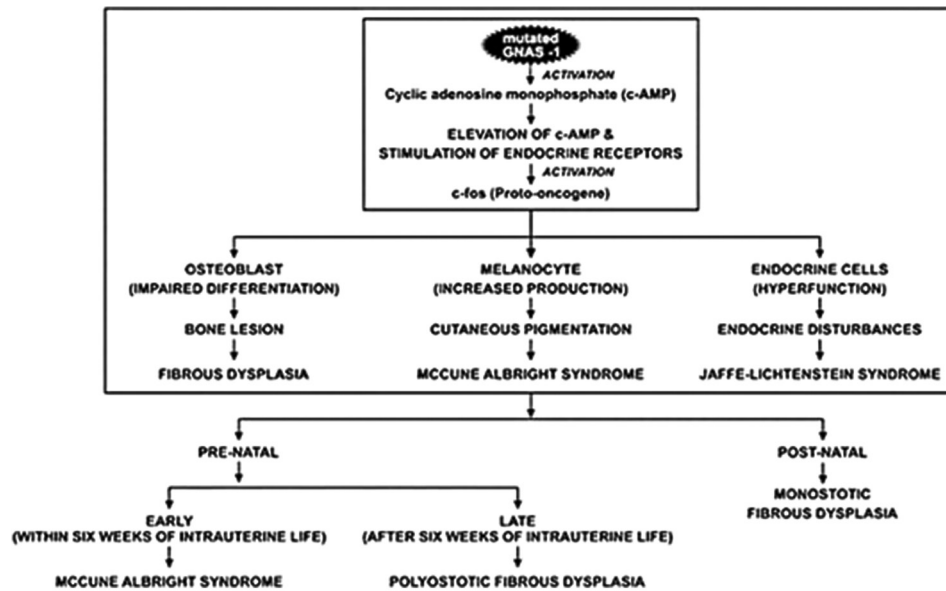 mutated
GNAS -1
ACTIVATION
Cyclic adenosine monophosphate (c-AMP)
ELEVATION OF c-AMP &
STIMULATION OF ENDOCRINE RECEPTORS
ACTIVATION
c-fos (Proto-oncogene)
OSTEOBLAST
(IMPAIRED DIFFERENTIATION)
BONE LESION
FIBROUS DYSPLASIA
MELANOCYTE
(INCREASED PRODUCTION)
CUTANEOUS PIGMENTATION
MCCUNE ALBRIGHT SYNDROME
ENDOCRINE CELLS
(HYPERFUNCTION)
ENDOCRINE DISTURBANCES
JAFFE-LICHTENSTEIN SYNDROME
PRE-NATAL
EARLY
(WITHIN SIX WEEKS OF INTRAUTERINE LIFE)
MCCUNE ALBRIGHT SYNDROME
LATE
(AFTER SIX WEEKS OF INTRAUTERINE LIFE)
POLYOSTOTIC FIBROUS DYSPLASIA
POST-NATAL
MONOSTOTIC
FIBROUS DYSPLASIA